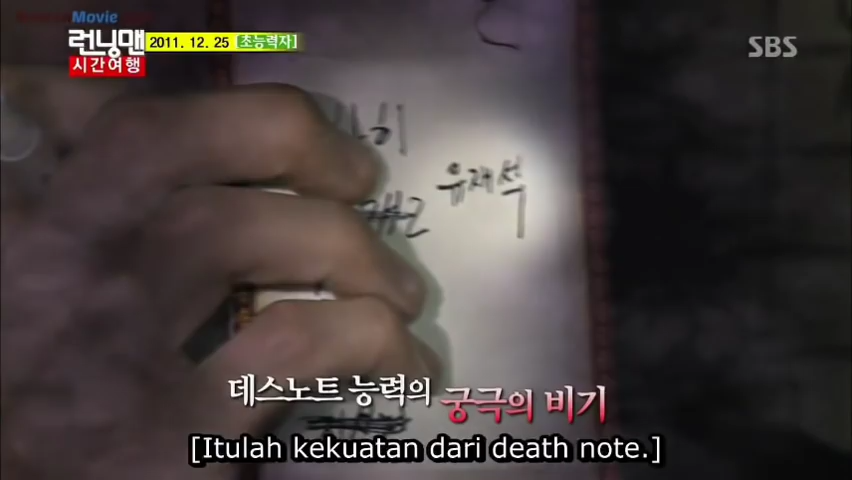 Movie
런닝맨 2011. 12. 25 [초능력자]
시간여행
SBS
유재석
데스노트 능력의 궁극의 비기
[Itulah kekuatan dari death note.]